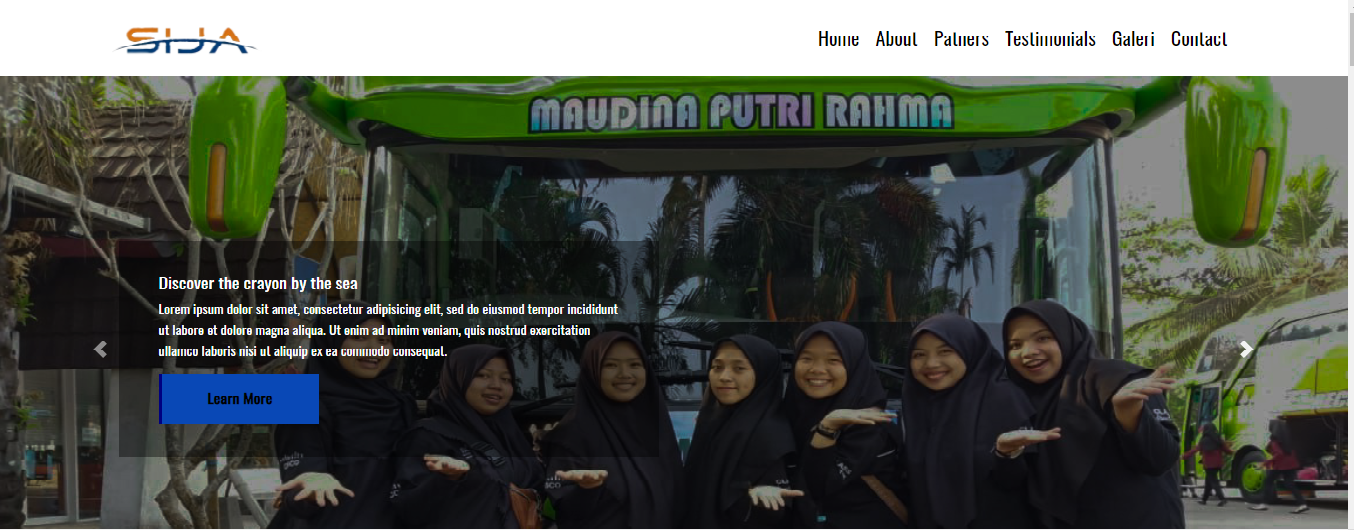 SIJA
Home About Patners Testimonials Galeri Contact
MAUDINA PUTRI RAHMA
Discover the crayon by the sea
Lorem ipsum dolor sit amet, consectetur adipisicing elit, sed do eiusmod tempor incididunt
ut labore et dolore magna aliqua. Ut enim ad minim veniam, quis nostrud exercitation
ullamco laboris nisi ut aliquip ex ea commodo consequat.
Learn More